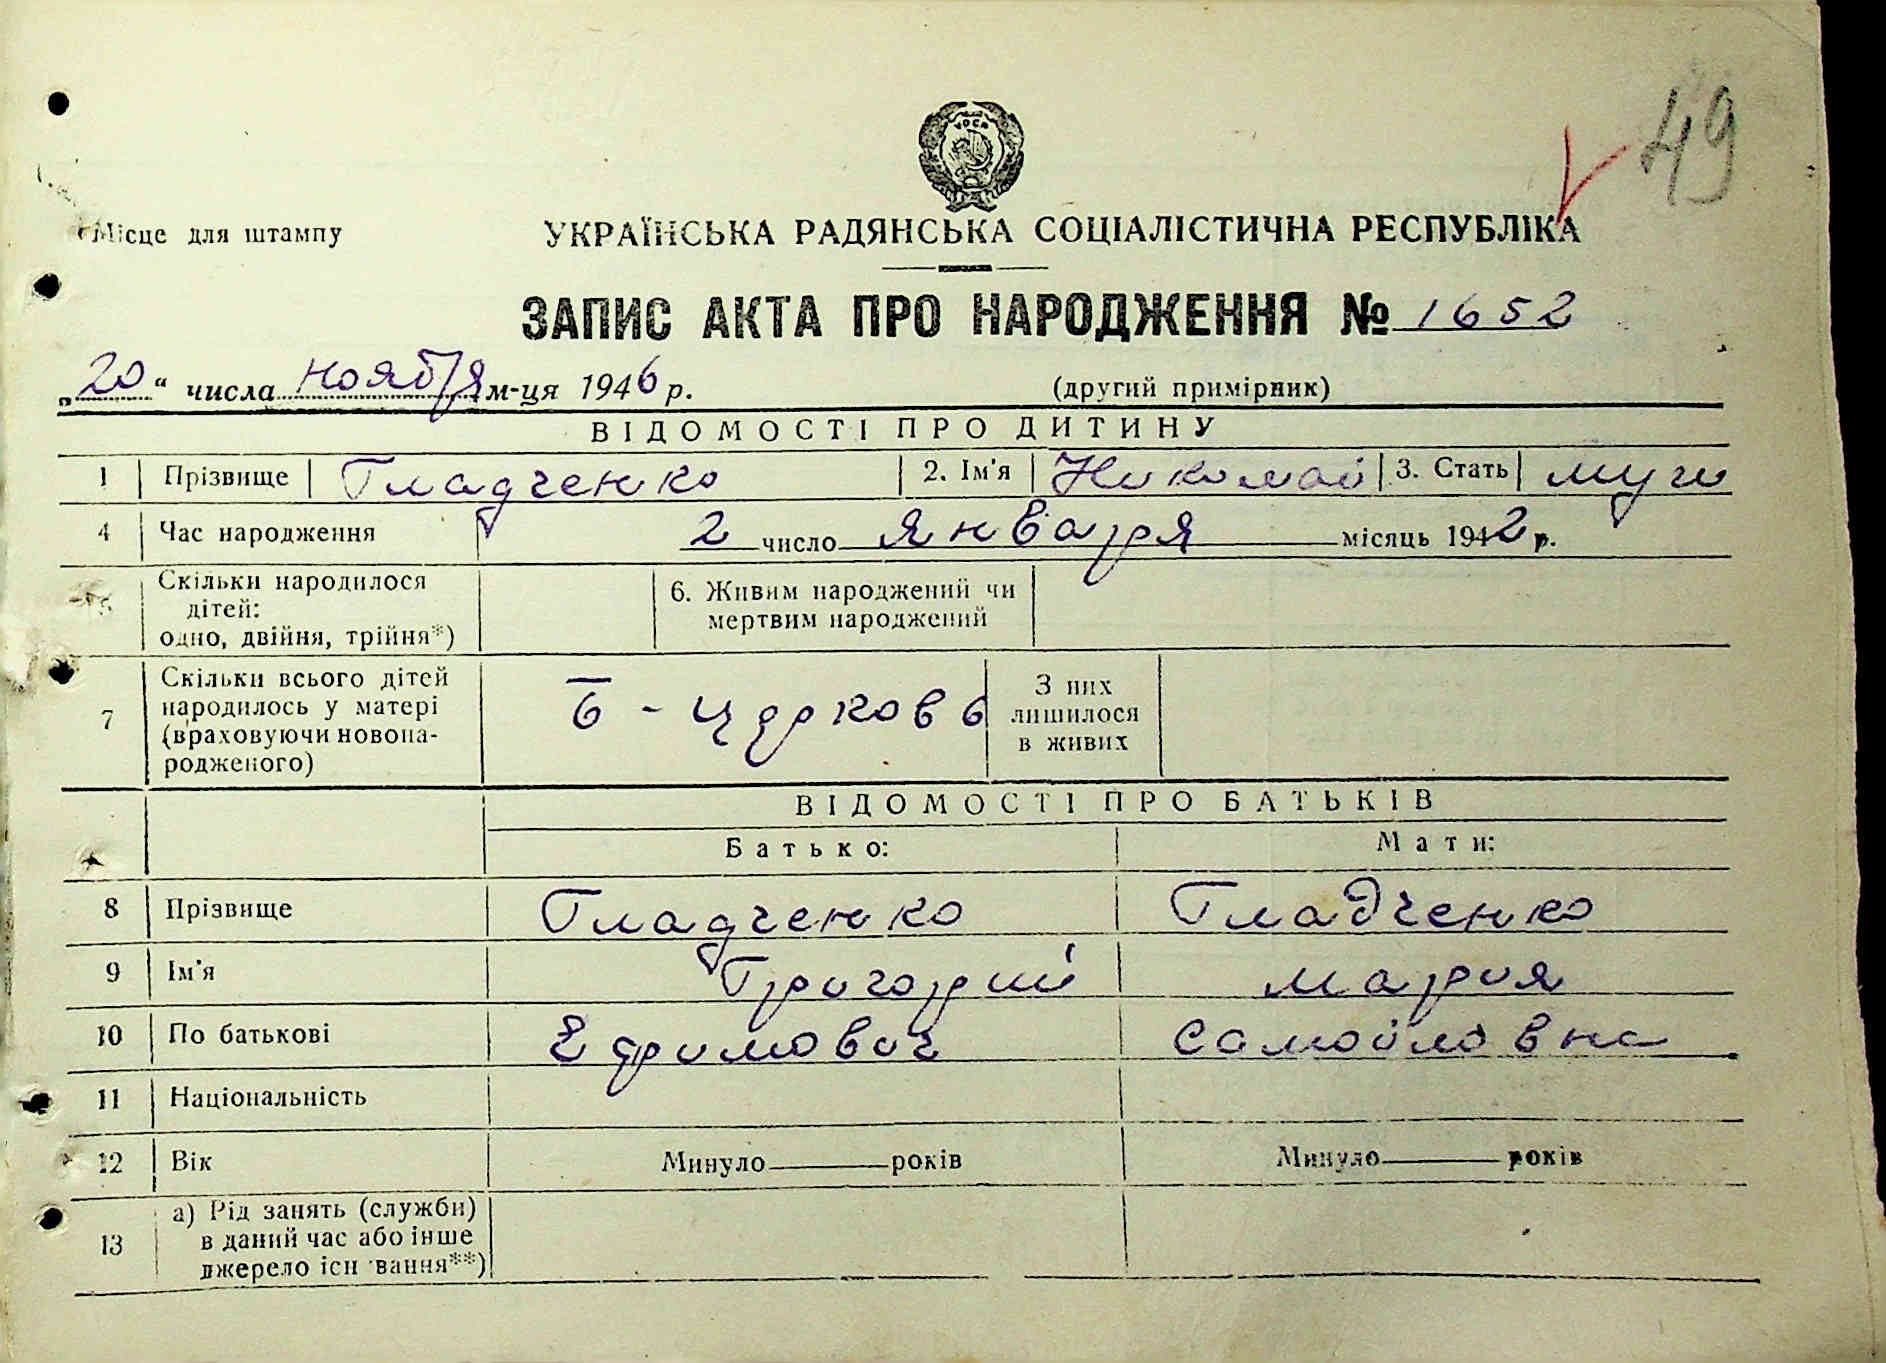 49
УРСР
Місце для штампу
УКРАЇНСЬКА РАДЯНСЬКА СОЦІАЛІСТИЧНА РЕСПУБЛІКА
ЗАПИС АКТА ПРО НАРОДЖЕННЯ № 1652
„20“ числа ноября м-ця 1946 р. (другий примірник)
ВІДОМОСТІ ПРО ДИТИНУ
1 Прізвище Гладченко 2. Ім'я Николай 3. Стать муж
4 Час народження 2 число января місяць 1942 р.
5 Скільки народилося дітей: одно, двійня, трійня*) 6. Живим народжений чи мертвим народжений
7 Скільки всього дітей народилось у матері (враховуючи новонародженого) Б-Церковь З них лишилося в живих
ВІДОМОСТІ ПРО БАТЬКІВ
Батько: Мати:
8 Прізвище Гладченко Гладченко
9 Ім'я Григорий Мария
10 По батькові Ефимович Самойловна
11 Національність
12 Вік Минуло років Минуло років
13 а) Рід занять (служби) в даний час або інше джерело існ вання**)